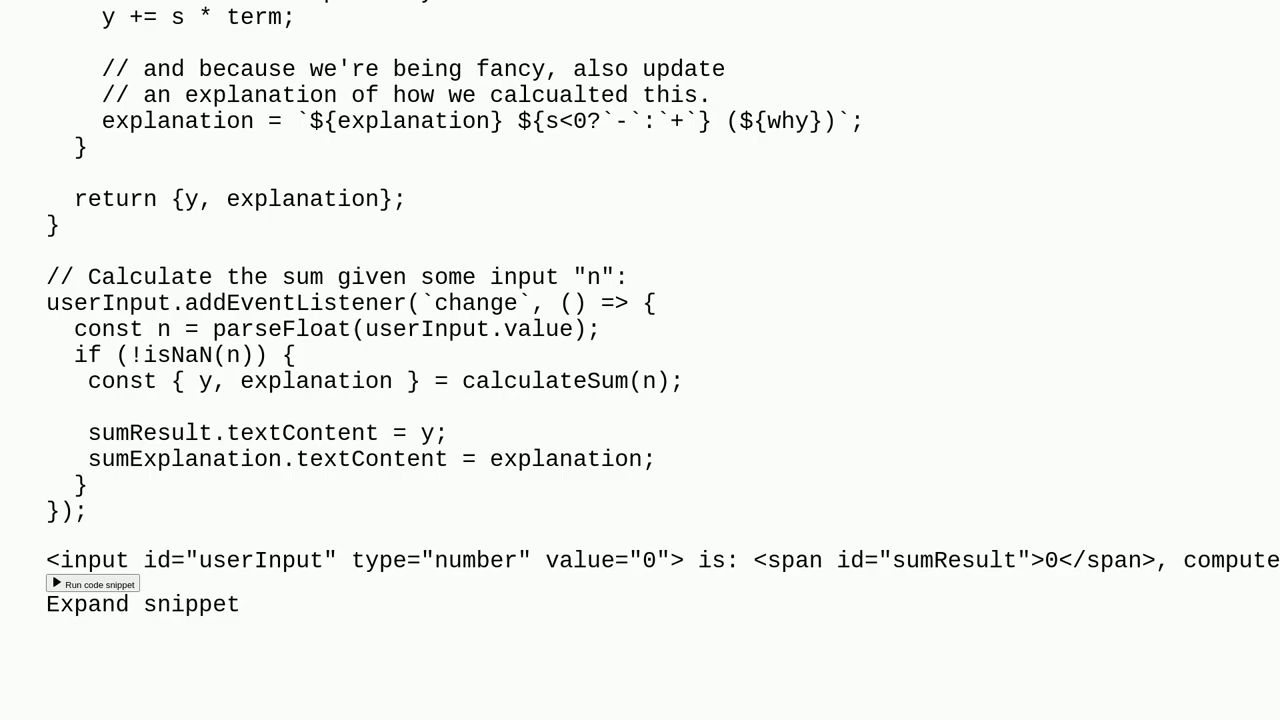 y += s * term;
// and because we're being fancy, also update
// an explanation of how we calcualted this.
explanation = `${explanation} ${s<0?`-`:`+`} (${why})`;
}
return {y, explanation};
}
// Calculate the sum given some input "n":
userInput.addEventListener(`change`, () => {
const n = parseFloat(userInput.value);
if (!isNaN(n)) {
const { y, explanation } = calculateSum(n);
sumResult.textContent = y;
sumExplanation.textContent = explanation;
}
});
<input id="userInput" type="number" value="0"> is: <span id="sumResult">0</span>, compute
Run code snippet
Expand snippet